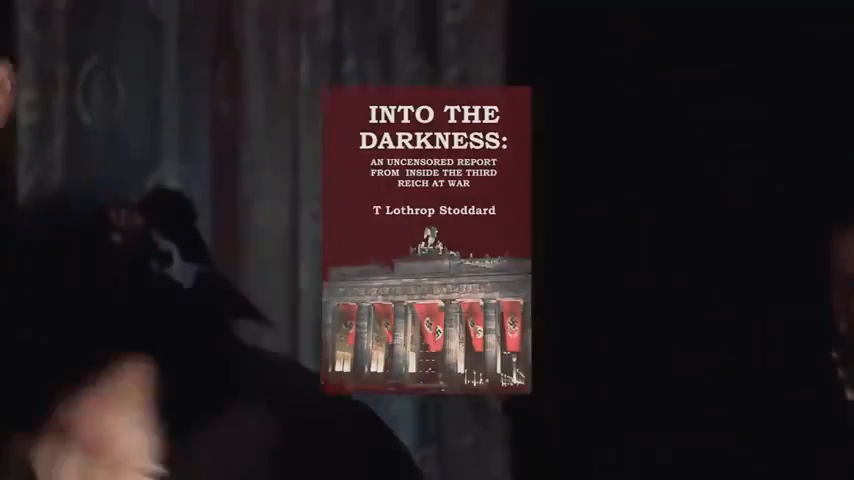 INTO THE
DARKNESS:
AN UNCENSORED REPORT
FROM INSIDE THE THIRD
REICH AT WAR
T Lothrop Stoddard